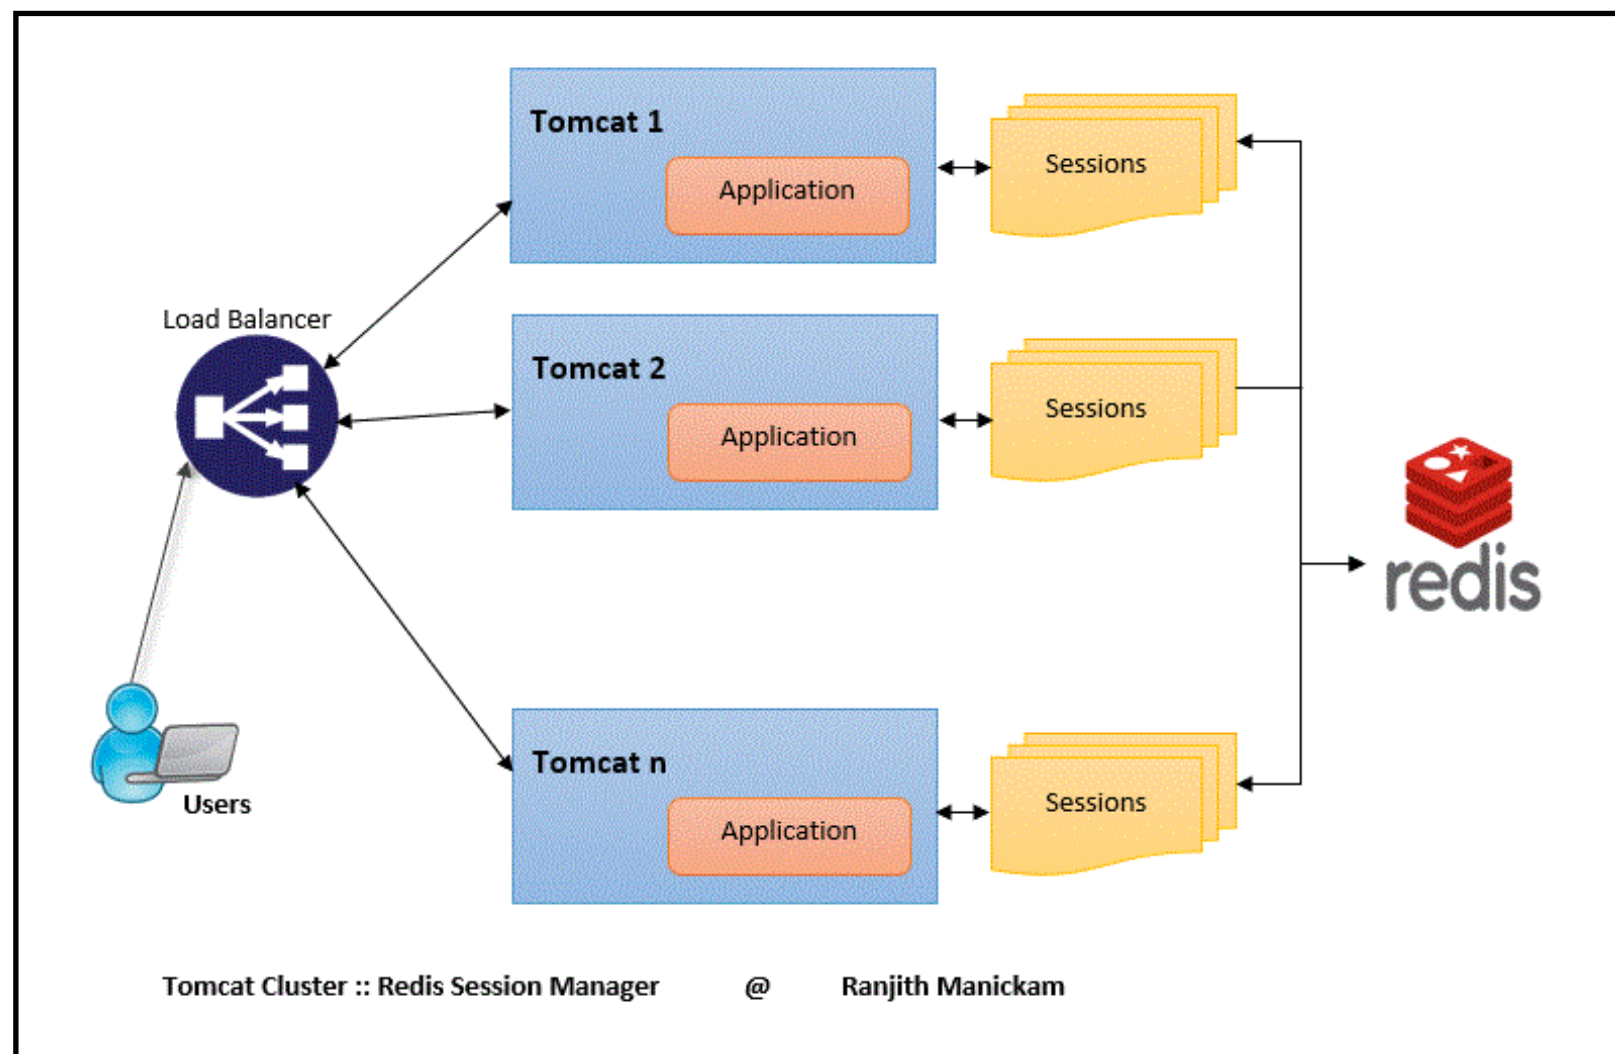 Tomcat 1
Application
Sessions
Load Balancer
Tomcat 2
Application
Sessions
redis
Tomcat n
Application
Sessions
Users
Tomcat Cluster :: Redis Session Manager @ Ranjith Manickam